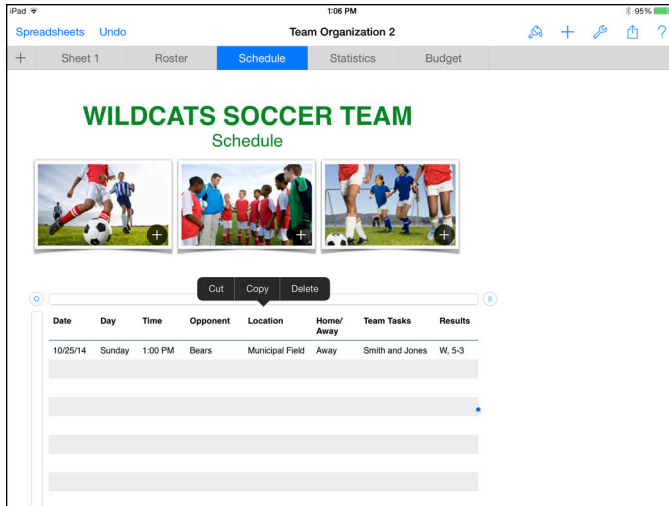 iPad 1:06 PM 95%
Spreadsheets Undo Team Organization 2 + ?
+ Sheet 1 Roster Schedule Statistics Budget
WILDCATS SOCCER TEAM
Schedule
+ + +
Cut Copy Delete
Date Day Time Opponent Location Home/ Team Tasks Results
Away
10/25/14 Sunday 1:00 PM Bears Municipal Field Away Smith and Jones W, 5-3